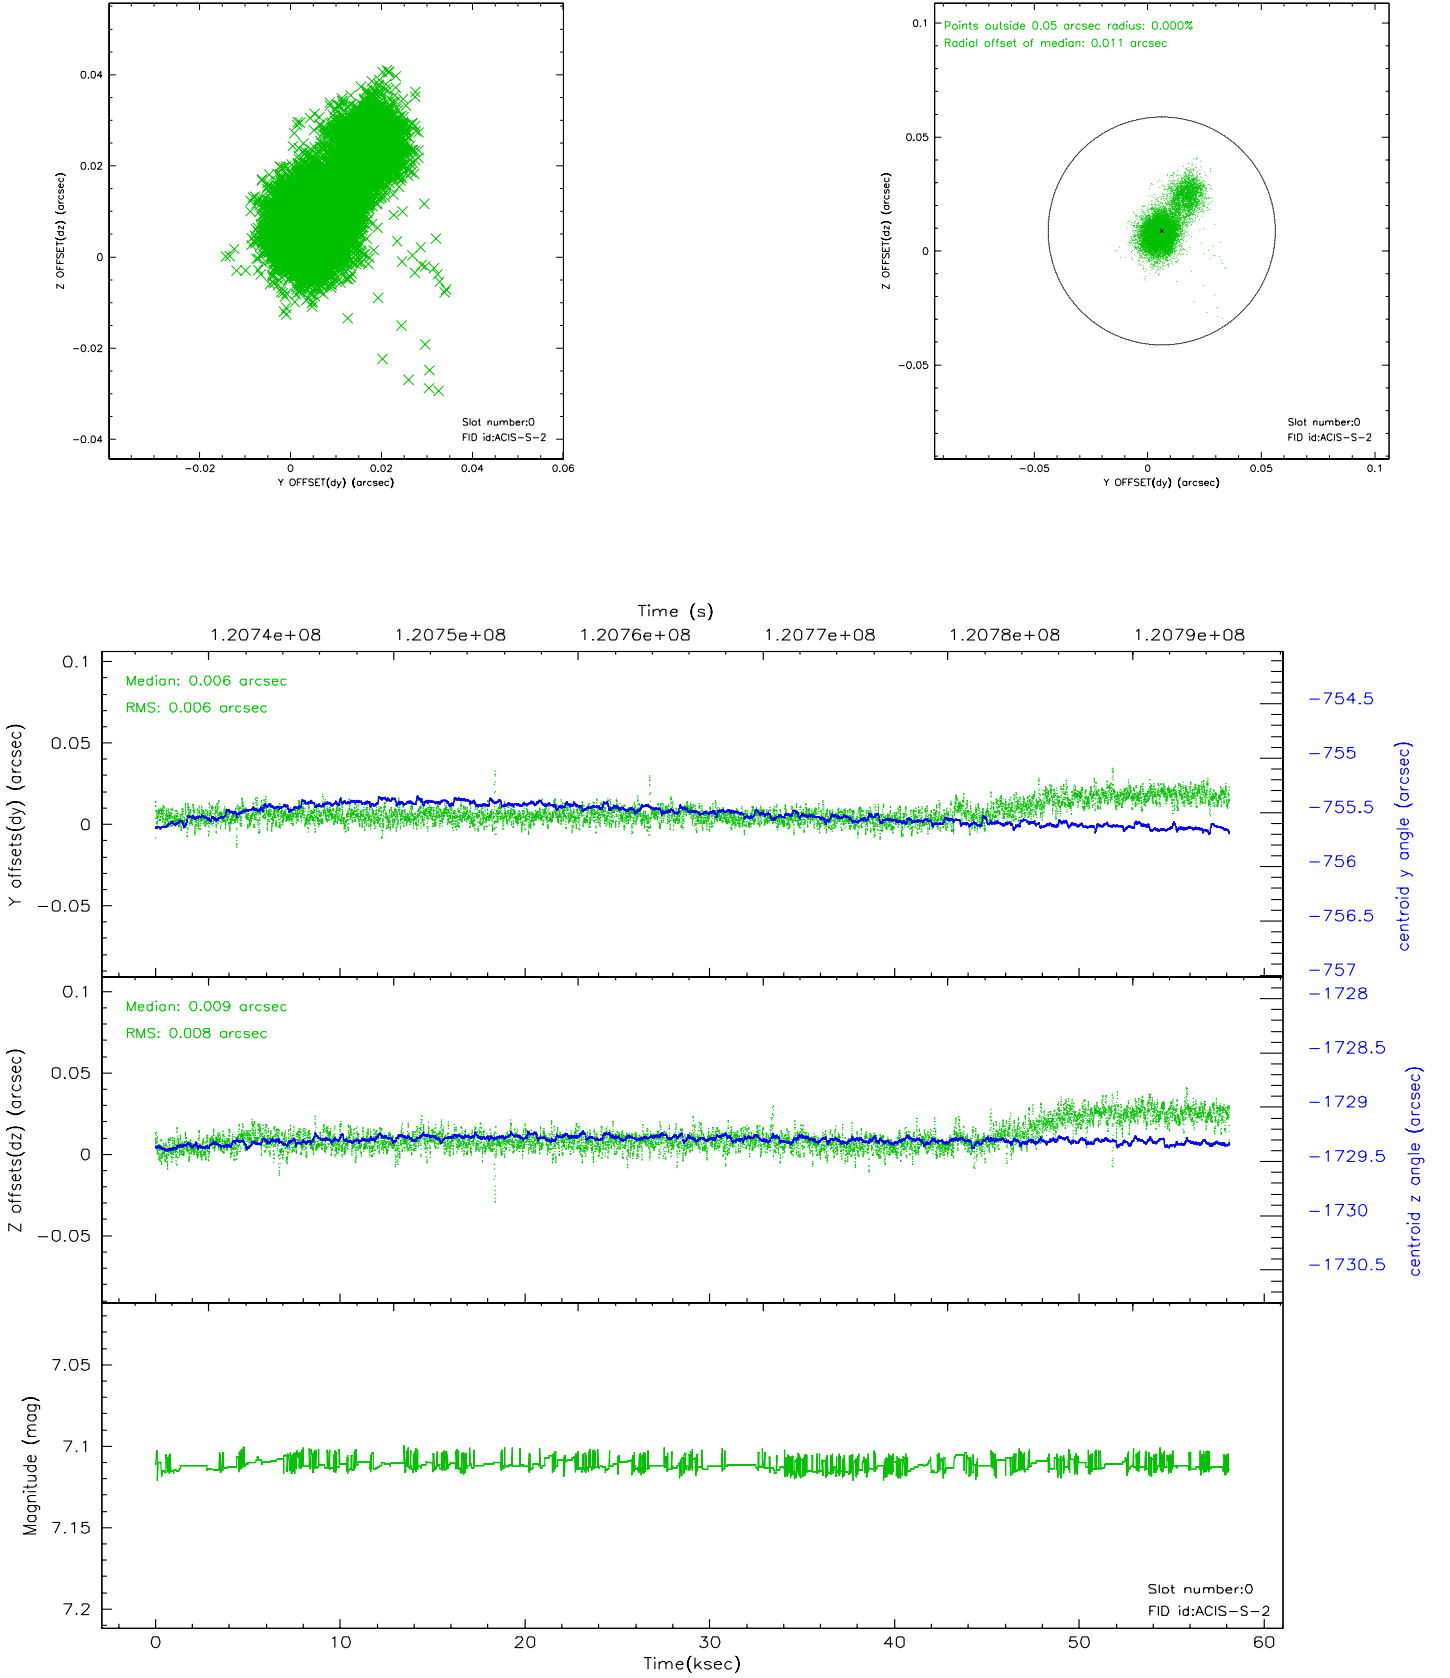 0.04
0.02
0
−0.02
−0.04
Z OFFSET(dz) (arcsec)
−0.02 0 0.02 0.04 0.06
Y OFFSET(dy) (arcsec)
Slot number:0
FID id:ACIS−S−2
Points outside 0.05 arcsec radius: 0.000%
Radial offset of median: 0.011 arcsec
0.1
0.05
0
−0.05
Z OFFSET(dz) (arcsec)
−0.05 0 0.05 0.1
Y OFFSET(dy) (arcsec)
Slot number:0
FID id:ACIS−S−2
Time (s)
1.2074e+08 1.2075e+08 1.2076e+08 1.2077e+08 1.2078e+08 1.2079e+08
Median: 0.006 arcsec
RMS: 0.006 arcsec
0.1
0.05
0
−0.05
Y offsets(dy) (arcsec)
−754.5
−755
−755.5
−756
−756.5
−757
centroid y angle (arcsec)
Median: 0.009 arcsec
RMS: 0.008 arcsec
0.1
0.05
0
−0.05
Z offsets(dz) (arcsec)
−1728
−1728.5
−1729
−1729.5
−1730
−1730.5
centroid z angle (arcsec)
7.05
7.1
7.15
7.2
Magnitude (mag)
Slot number:0
FID id:ACIS−S−2
0 10 20 30 40 50 60
Time(ksec)